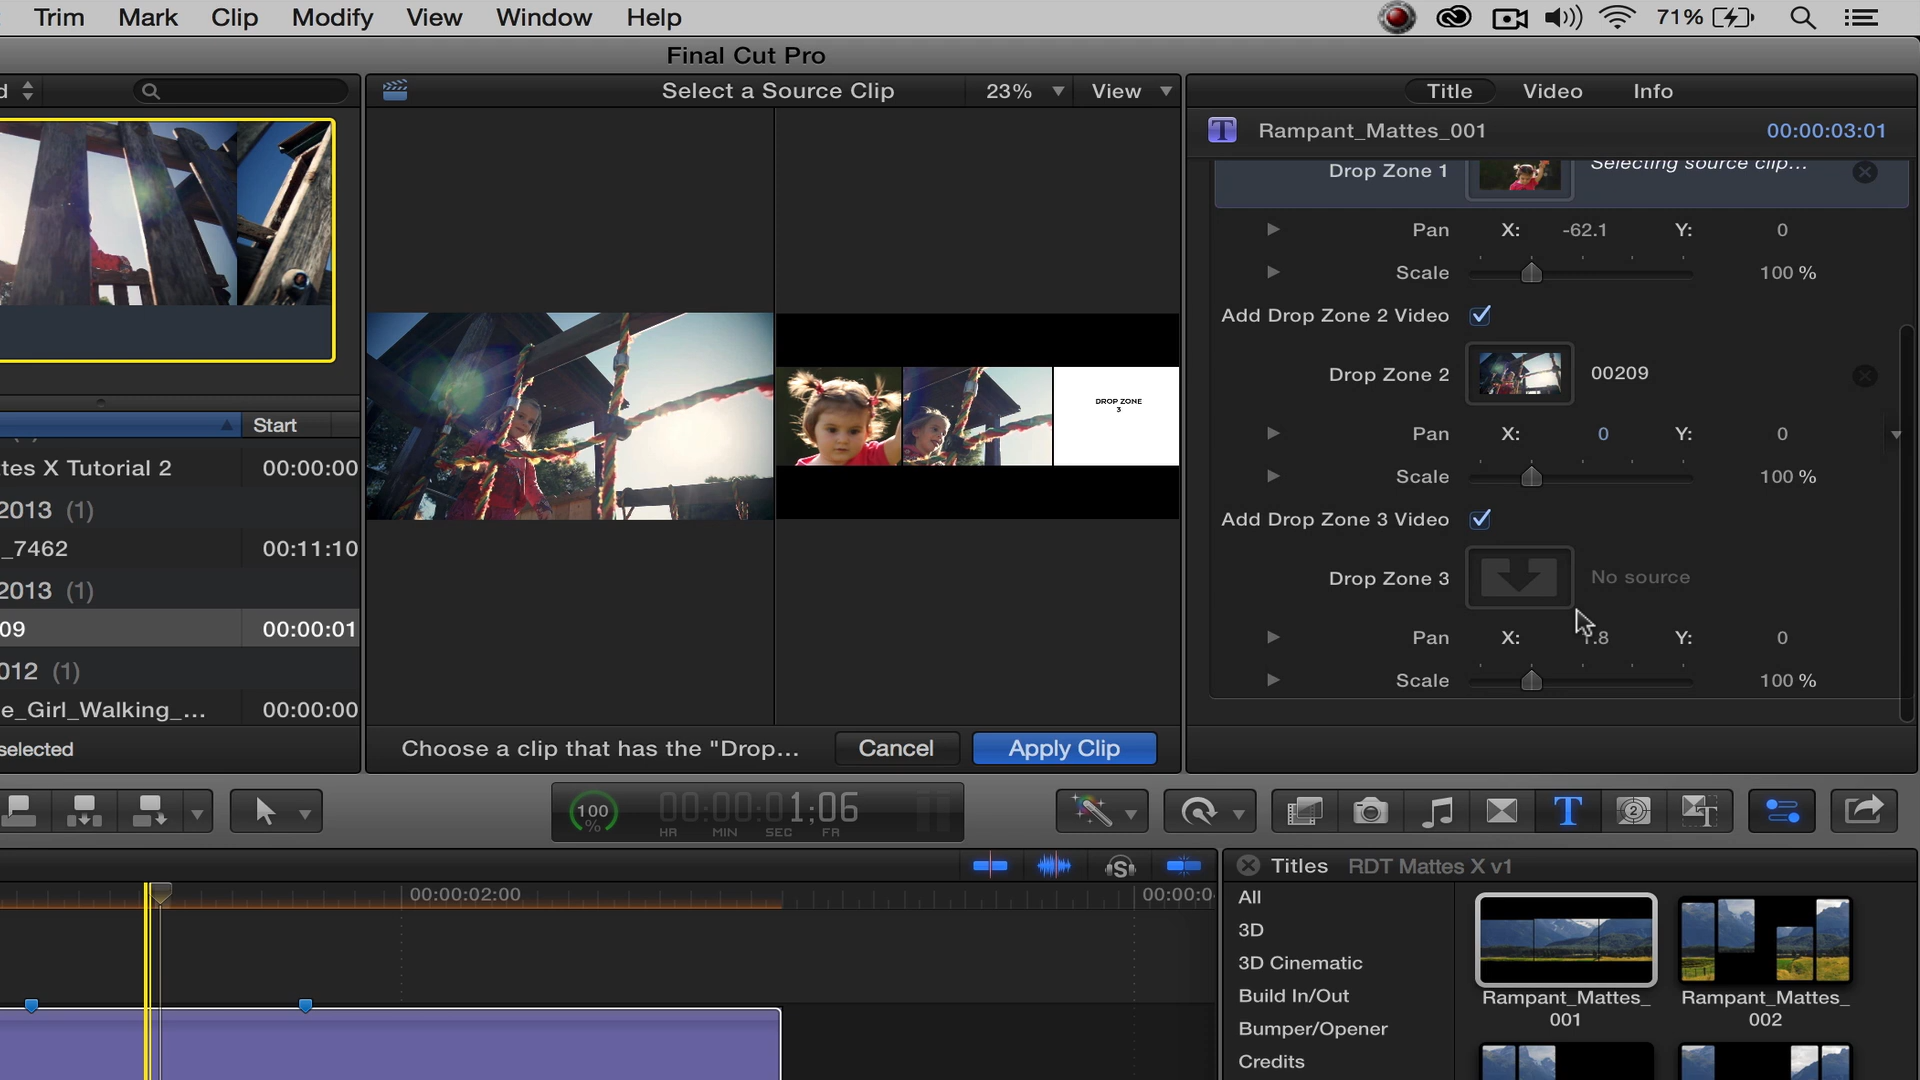 Trim Mark Clip Modify View Window Help 71%
Final Cut Pro
d Select a Source Clip 23% View Title Video Info
Rampant_Mattes_001 00:00:03:01
Drop Zone 1 Selecting source clip...
Pan X: -62.1 Y: 0
Scale 100 %
Add Drop Zone 2 Video
Drop Zone 2 00209
Pan X: 0 Y: 0
Scale 100 %
Add Drop Zone 3 Video
Drop Zone 3 No source
Pan X: .8 Y: 0
Scale 100 %
DROP ZONE
3
Start
tes X Tutorial 2 00:00:00
2013 (1)
_7462 00:11:10
2013 (1)
09 00:00:01
012 (1)
e_Girl_Walking_... 00:00:00
selected
Choose a clip that has the "Drop... Cancel Apply Clip
100
%
00:00:01;06
HR MIN SEC FR
T
2
T
S
Titles RDT Mattes X v1
00:00:02:00 00:00:0
All
3D
3D Cinematic
Build In/Out
Bumper/Opener
Credits
Rampant_Mattes_
001
Rampant_Mattes_
002